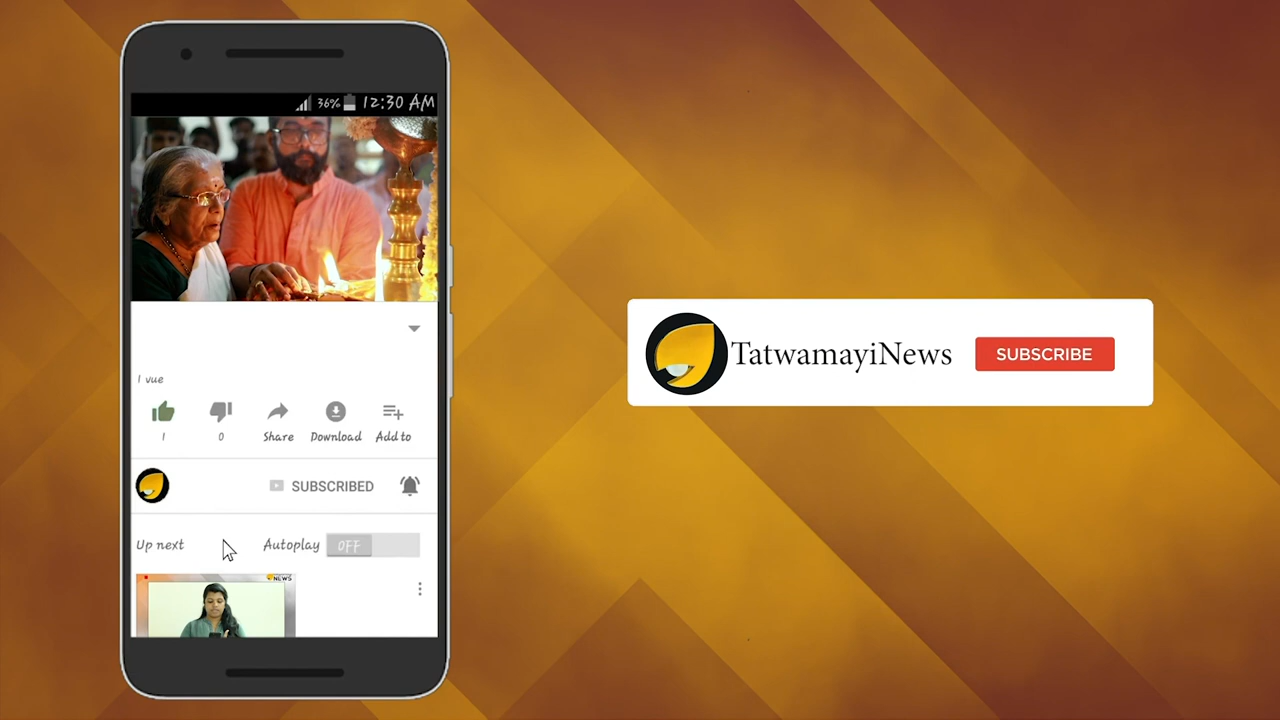 36% 12:30 AM
1 vue
1 0 Share Download Add to
SUBSCRIBED
Up next Autoplay OFF
NEWS
TatwamayiNews SUBSCRIBE